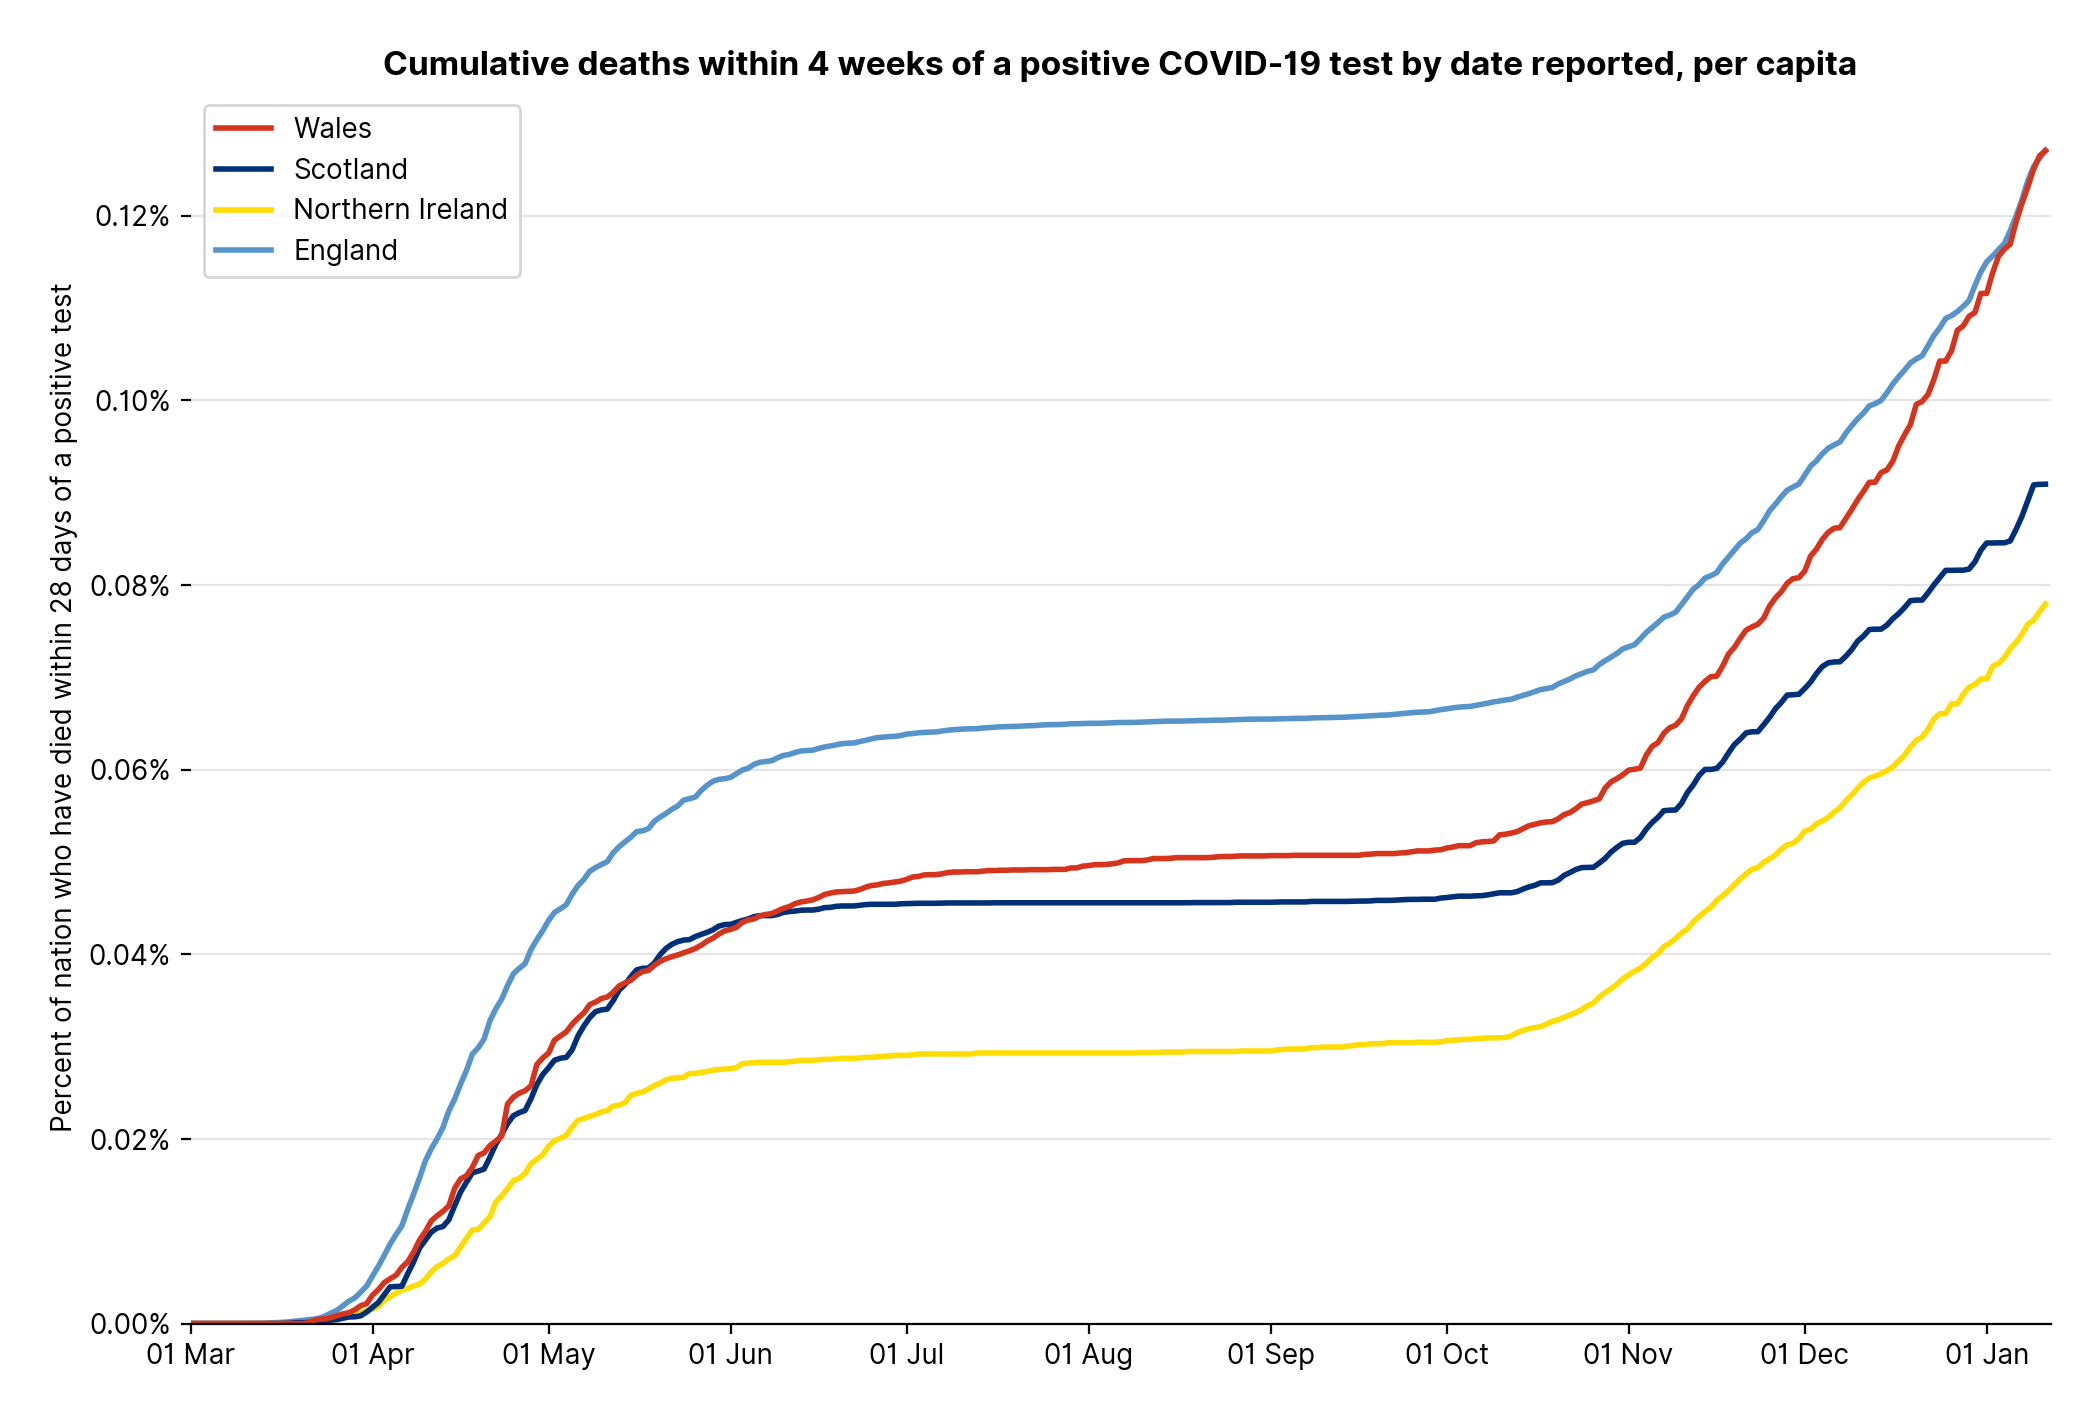 Cumulative deaths within 4 weeks of a positive COVID-19 test by date reported, per capita
Wales
Scotland
Northern Ireland
England
Percent of nation who have died within 28 days of a positive test
0.12%
0.10%
0.08%
0.06%
0.04%
0.02%
0.00%
01 Mar
01 Apr
01 May
01 Jun
01 Jul
01 Aug
01 Sep
01 Oct
01 Nov
01 Dec
01 Jan